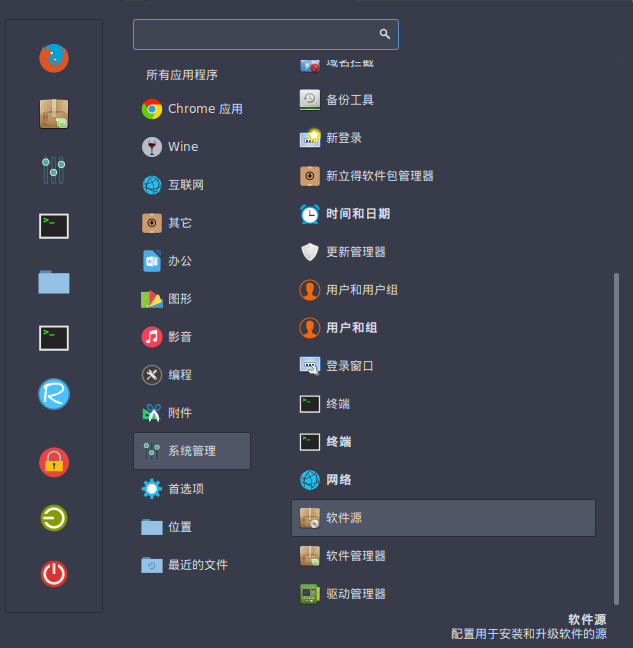 所有应用程序
Chrome 应用
Wine
互联网
其它
办公
图形
影音
编程
附件
系统管理
首选项
位置
最近的文件
域名拦截
备份工具
新登录
新立得软件包管理器
时间和日期
更新管理器
用户和用户组
用户和组
登录窗口
终端
终端
网络
软件源
软件管理器
驱动管理器
软件源
配置用于安装和升级软件的源